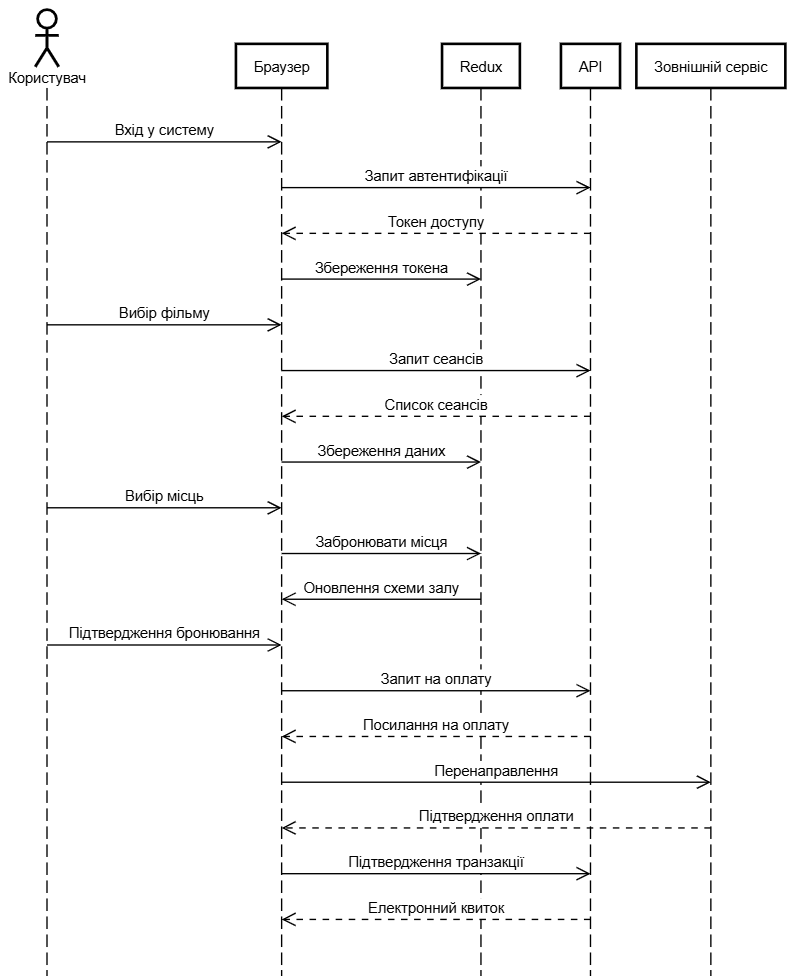 Користувач
Браузер
Redux
API
Зовнішній сервіс
Вхід у систему
Запит автентифікації
Токен доступу
Збереження токена
Вибір фільму
Запит сеансів
Список сеансів
Збереження даних
Вибір місць
Забронювати місця
Оновлення схеми залу
Підтвердження бронювання
Запит на оплату
Посилання на оплату
Перенаправлення
Підтвердження оплати
Підтвердження транзакції
Електронний квиток